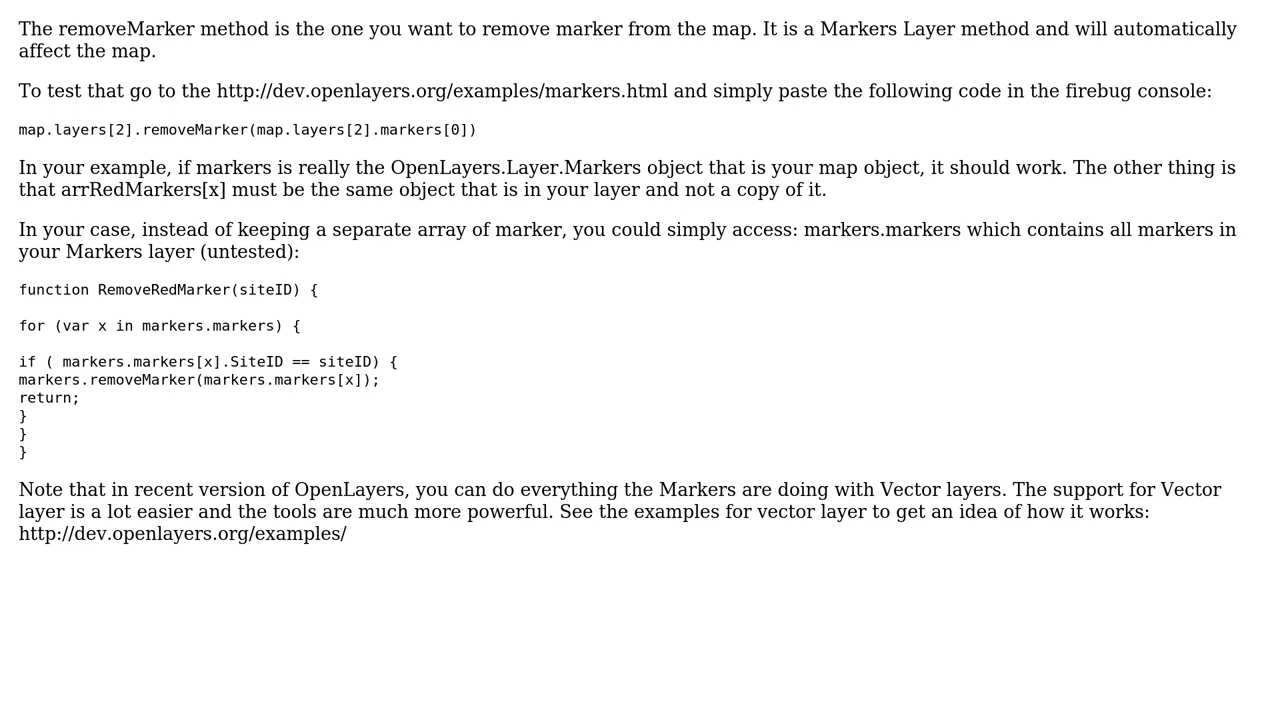 The removeMarker method is the one you want to remove marker from the map. It is a Markers Layer method and will automatically
affect the map.
To test that go to the http://dev.openlayers.org/examples/markers.html and simply paste the following code in the firebug console:
map.layers[2].removeMarker(map.layers[2].markers[0])
In your example, if markers is really the OpenLayers.Layer.Markers object that is your map object, it should work. The other thing is
that arrRedMarkers[x] must be the same object that is in your layer and not a copy of it.
In your case, instead of keeping a separate array of marker, you could simply access: markers.markers which contains all markers in
your Markers layer (untested):
function RemoveRedMarker(siteID) {
for (var x in markers.markers) {
if ( markers.markers[x].SiteID == siteID) {
markers.removeMarker(markers.markers[x]);
return;
}
}
}
Note that in recent version of OpenLayers, you can do everything the Markers are doing with Vector layers. The support for Vector
layer is a lot easier and the tools are much more powerful. See the examples for vector layer to get an idea of how it works:
http://dev.openlayers.org/examples/